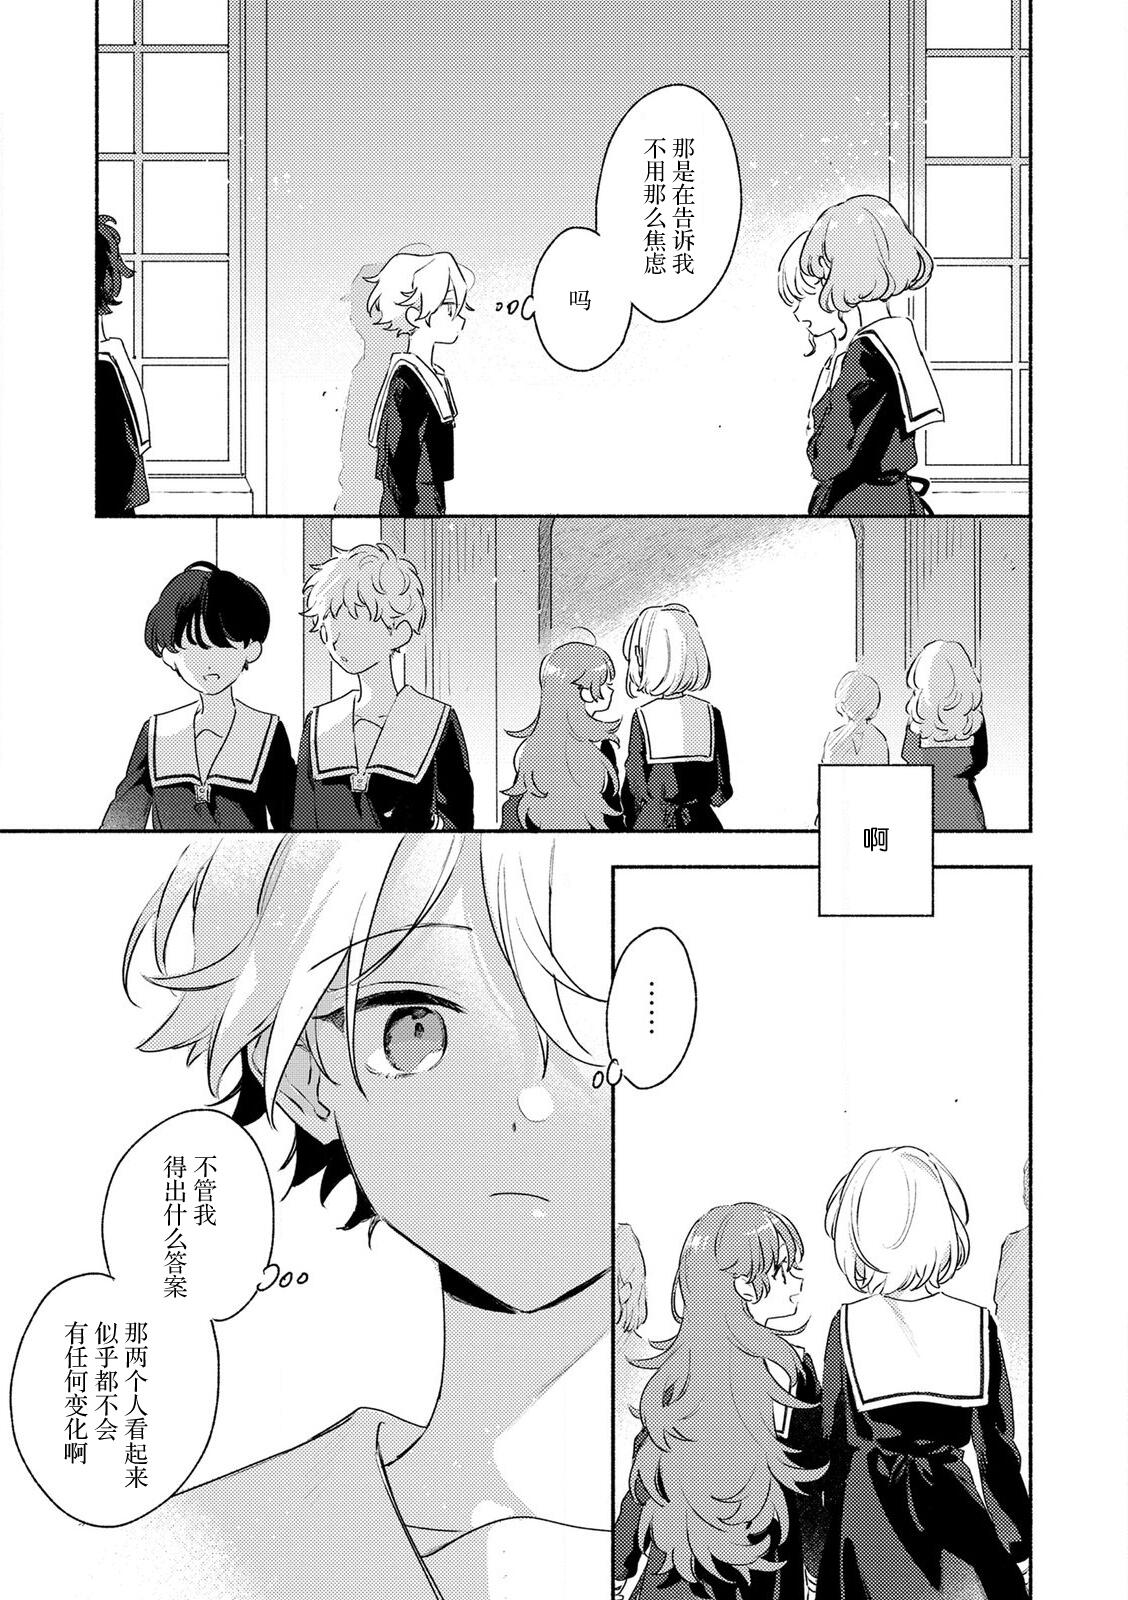 那是在告诉我
不用那么焦虑
吗
啊
……
不管我
得出什么答案
那两个人看起来
似乎都不会
有任何变化啊